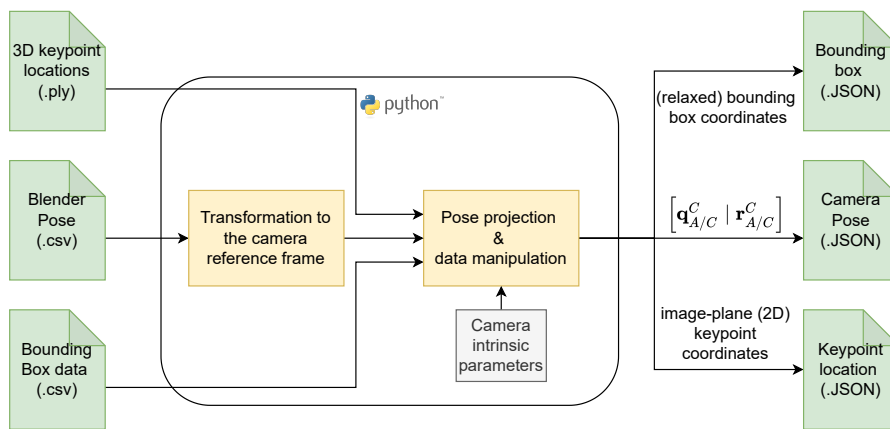 3D keypoint
locations
(.ply)
Blender
Pose
(.csv)
Bounding
Box data
(.csv)
python™
Transformation to
the camera
reference frame
Pose projection
&
data manipulation
Camera
intrinsic
parameters
(relaxed) bounding
box coordinates
[q^C_{A/C} | r^C_{A/C}]
image-plane (2D)
keypoint
coordinates
Bounding
box
(.JSON)
Camera
Pose
(.JSON)
Keypoint
location
(.JSON)